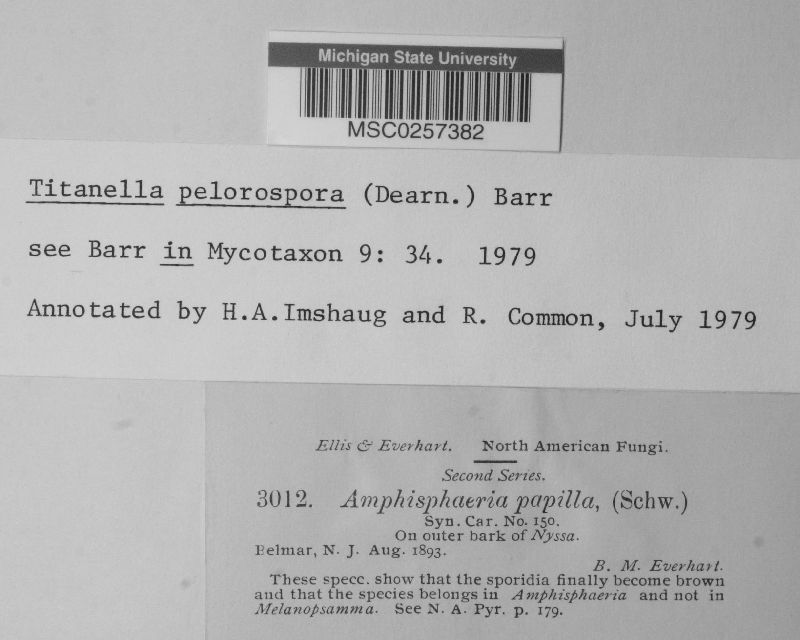 Michigan State University
MSC0257382
Titanella pelorospora (Dearn.) Barr
see Barr in Mycotaxon 9: 34. 1979
Annotated by H.A.Imshaug and R. Common, July 1979
Ellis & Everhart. North American Fungi.
Second Series.
3012. Amphisphaeria papilla, (Schw.)
Syn. Car. No. 150.
On outer bark of Nyssa.
Belmar, N. J. Aug. 1893.
B. M. Everhart.
These specc. show that the sporidia finally become brown
and that the species belongs in Amphisphaeria and not in
Melanopsamma. See N. A. Pyr. p. 179.